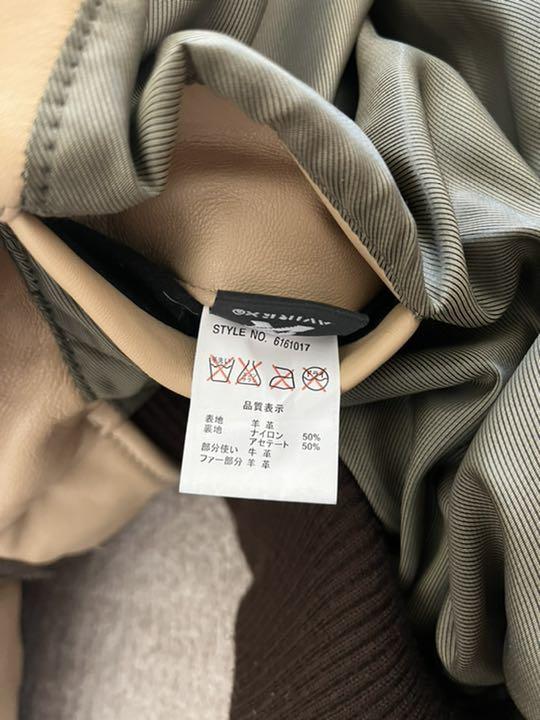 AVIREX®
STYLE NO. 6161017
品質表示
表地 羊 革
裏地 ナイロン 50%
アセテート 50%
部分使い 牛 革
ファー部分 羊 革